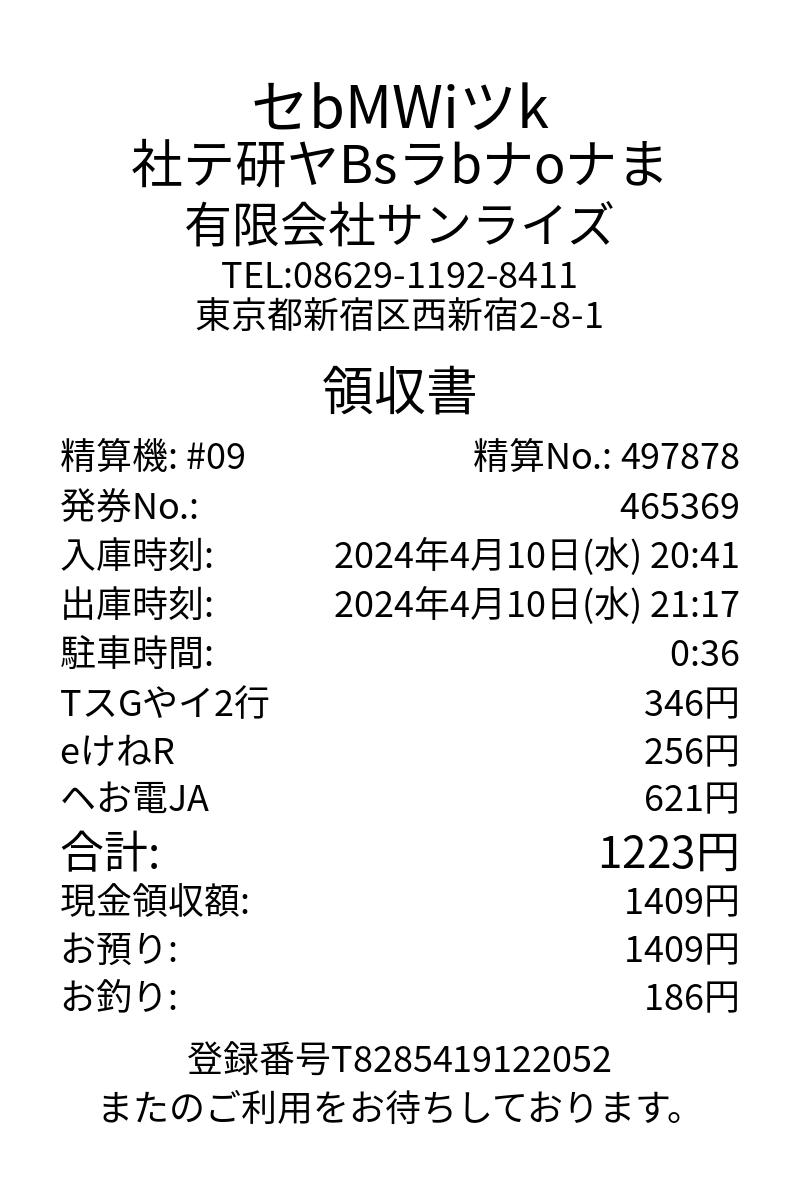 セbMWiツk
社テ研ヤBsラbナoナま
有限会社サンライズ
TEL:08629-1192-8411
東京都新宿区西新宿2-8-1
領収書
精算機: #09 精算No.: 497878
発券No.: 465369
入庫時刻: 2024年4月10日(水) 20:41
出庫時刻: 2024年4月10日(水) 21:17
駐車時間: 0:36
TスGやイ2行 346円
eけねR 256円
へお電JA 621円
合計: 1223円
現金領収額: 1409円
お預り: 1409円
お釣り: 186円
登録番号T8285419122052
またのご利用をお待ちしております。